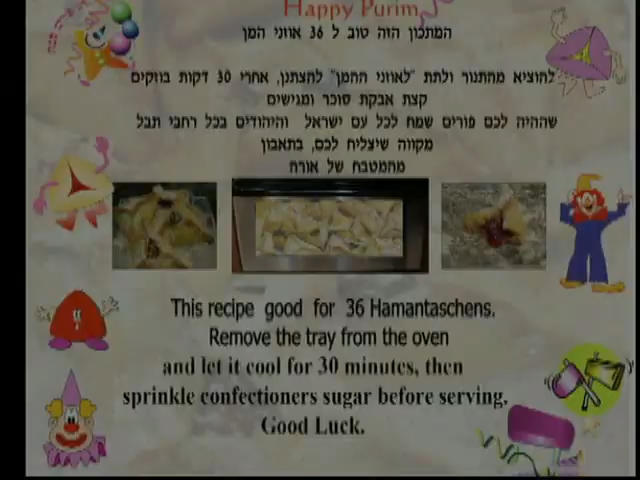 Happy Purim
המתכון הזה טוב ל 36 אוזני המן
להוציא מהתנור ולתת "לאוזני ההמן" להצתנן, אחרי 30 דקות בוזקים
קצת אבקת סוכר ומגישים
שההיה לכם פורים שמח לכל עם ישראל והיהודים בכל רחבי תבל
מקווה שיצליח לכם, בתאבון
מהמטבח של אורה
This recipe good for 36 Hamantaschens.
Remove the tray from the oven
and let it cool for 30 minutes, then
sprinkle confectioners sugar before serving,
Good Luck.